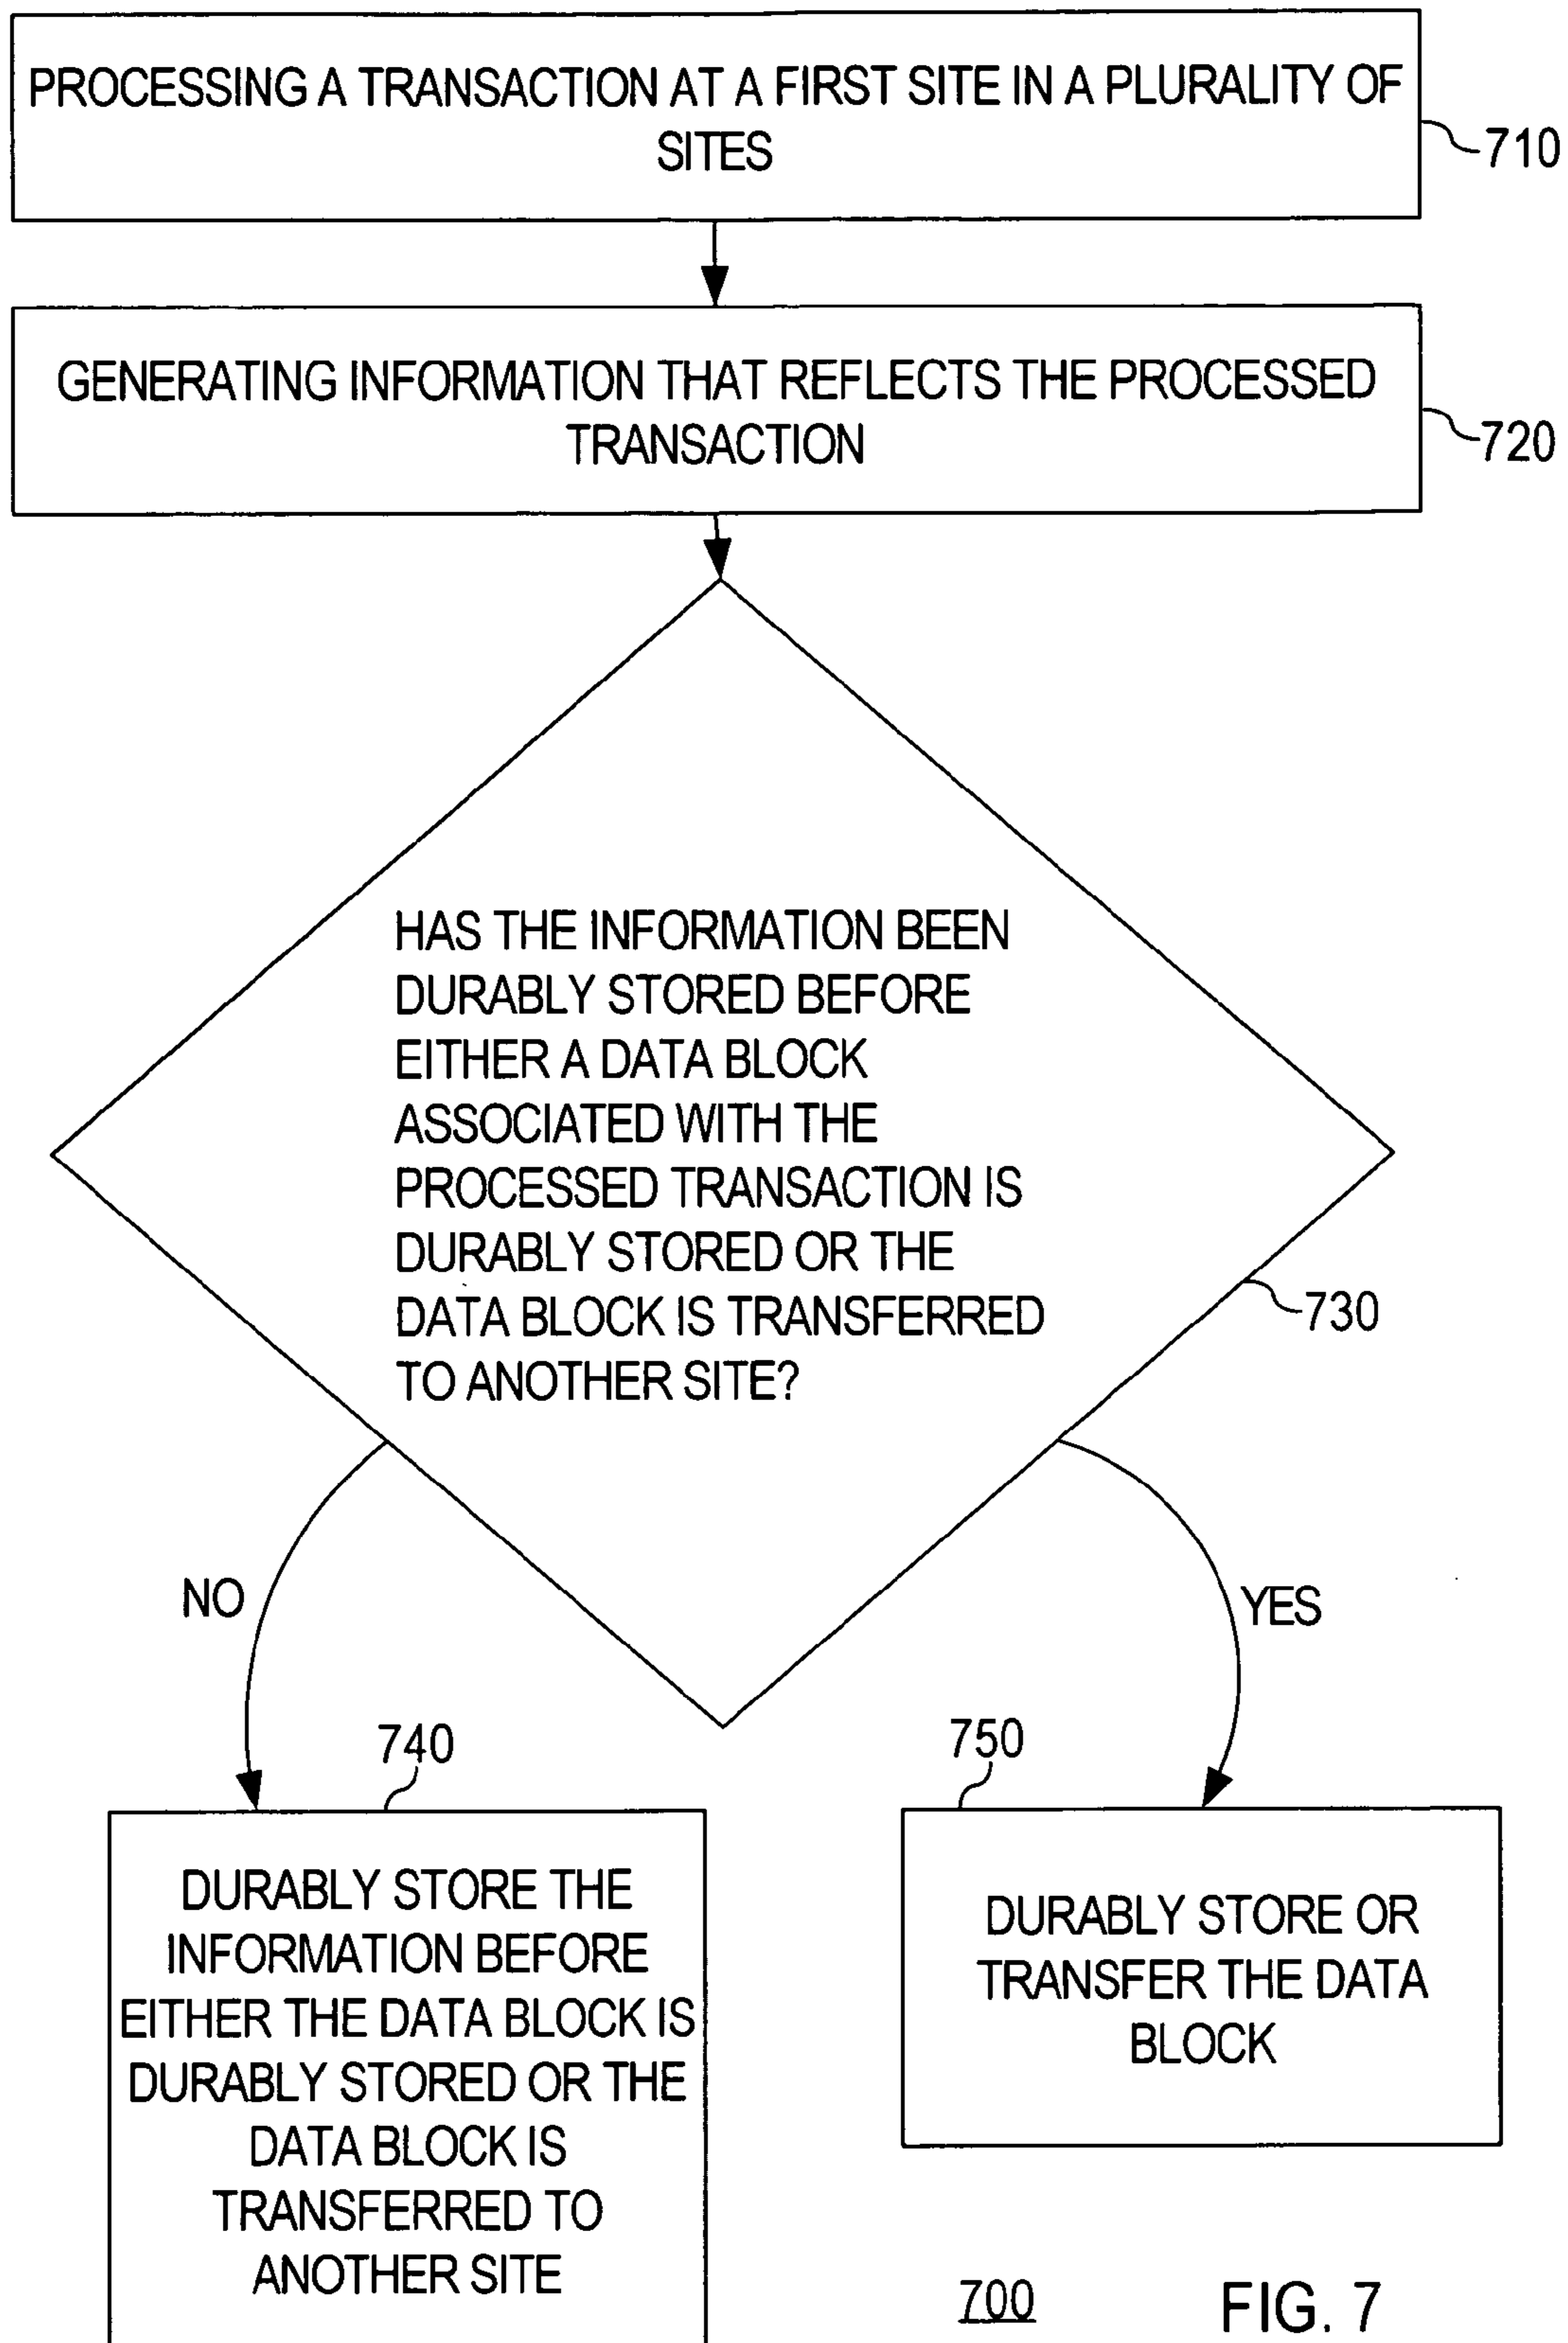 PROCESSING A TRANSACTION AT A FIRST SITE IN A PLURALITY OF
SITES
710
GENERATING INFORMATION THAT REFLECTS THE PROCESSED
TRANSACTION
720
HAS THE INFORMATION BEEN
DURABLY STORED BEFORE
EITHER A DATA BLOCK
ASSOCIATED WITH THE
PROCESSED TRANSACTION IS
DURABLY STORED OR THE
DATA BLOCK IS TRANSFERRED
TO ANOTHER SITE?
730
NO
YES
740
750
DURABLY STORE THE
INFORMATION BEFORE
EITHER THE DATA BLOCK IS
DURABLY STORED OR THE
DATA BLOCK IS
TRANSFERRED TO
ANOTHER SITE
DURABLY STORE OR
TRANSFER THE DATA
BLOCK
700
FIG. 7